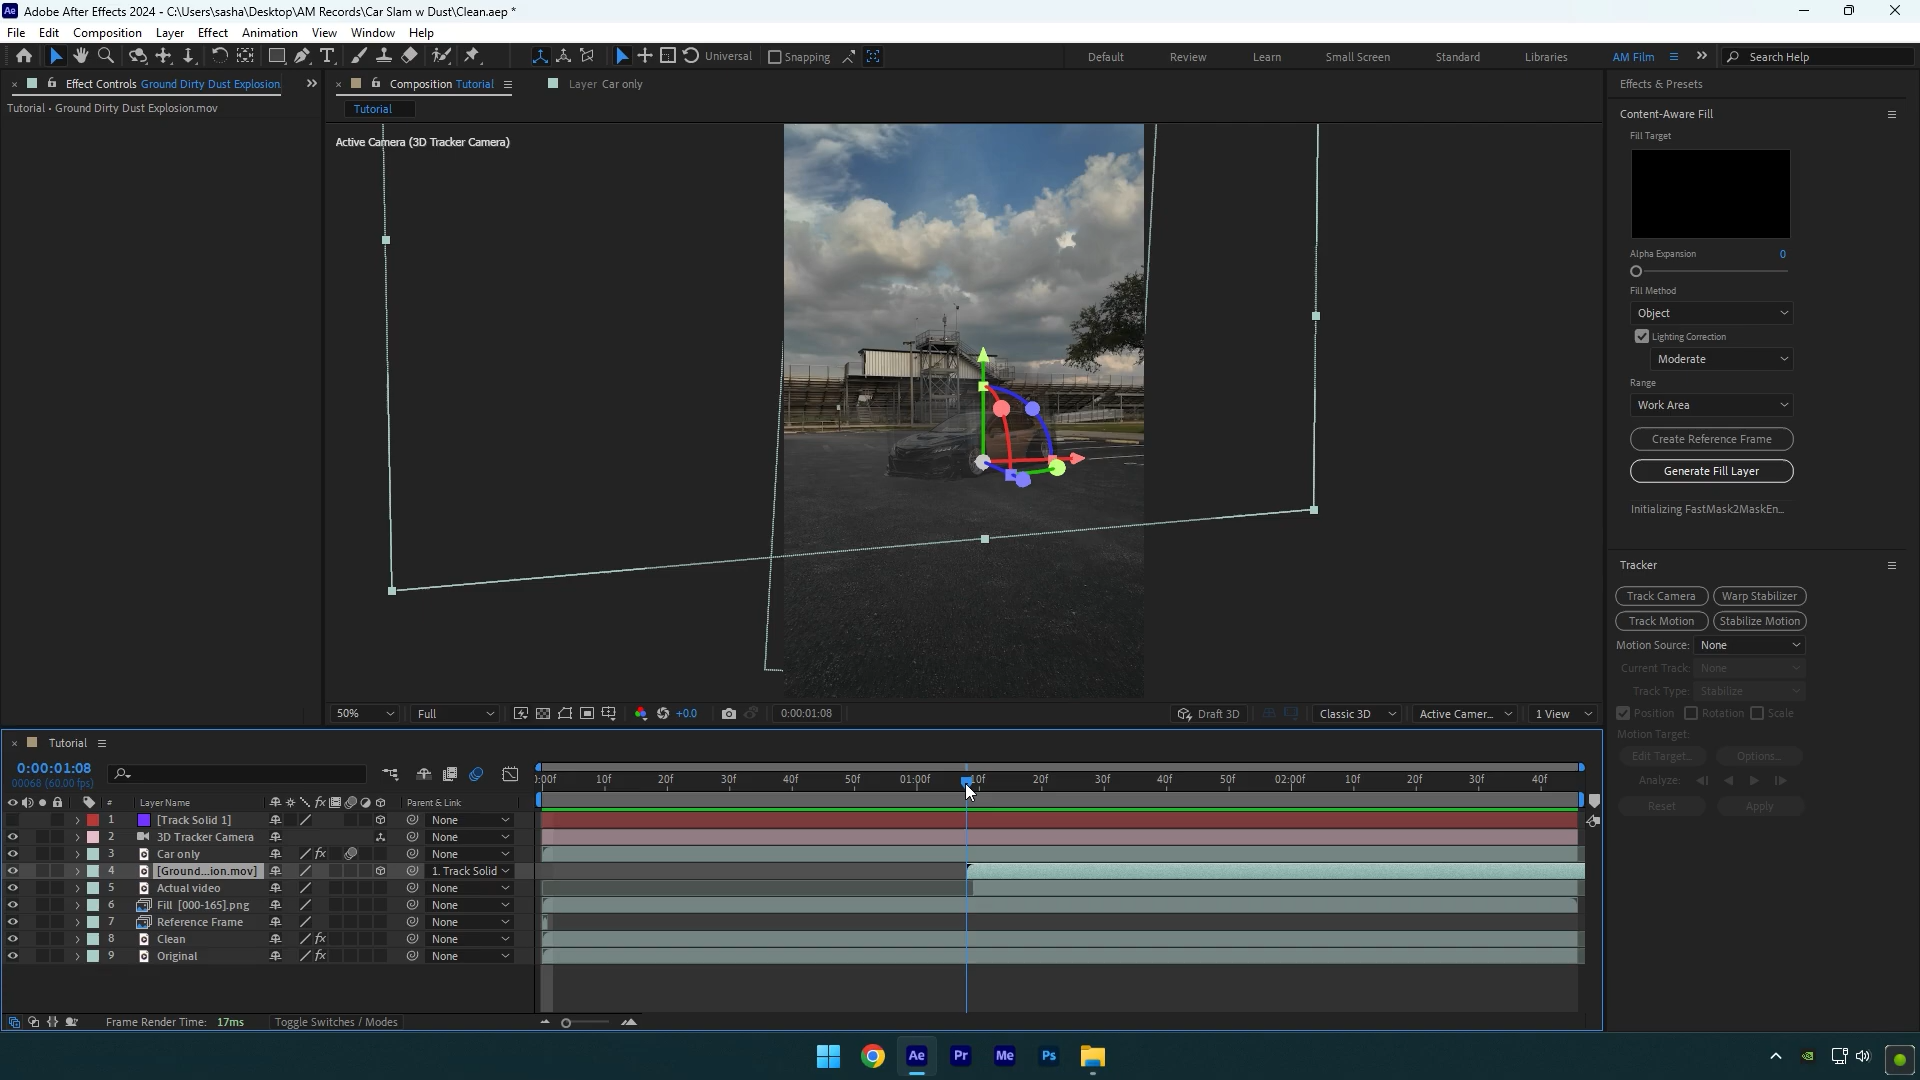 Adobe After Effects 2024 - C:\Users\sasha\Desktop\AM Records\Car Slam w Dust\Clean.aep *
File Edit Composition Layer Effect Animation View Window Help
Universal Snapping Default Review Learn Small Screen Standard Libraries AM Film Search Help
Effect Controls Ground Dirty Dust Explosion
Composition Tutorial
Layer Car only
Tutorial • Ground Dirty Dust Explosion.mov
Tutorial
Active Camera (3D Tracker Camera)
50% Full +0.0 0:00:01:08 Draft 3D Classic 3D Active Camer... 1 View
Effects & Presets
Content-Aware Fill
Fill Target
Alpha Expansion 0
Fill Method
Object
Lighting Correction
Moderate
Range
Work Area
Create Reference Frame
Generate Fill Layer
Initializing FastMask2MaskEn...
Tracker
Track Camera Warp Stabilizer
Track Motion Stabilize Motion
Motion Source: None
Current Track: None
Track Type: Stabilize
Position Rotation Scale
Motion Target:
Edit Target... Options...
Analyze:
Reset Apply
Tutorial
0:00:01:08
00068 (60.00 fps)
:00f 10f 20f 30f 40f 50f 01:00f 10f 20f 30f 40f 50f 02:00f 10f 20f 30f 40f
# Layer Name fx Parent & Link
1 [Track Solid 1] None
2 3D Tracker Camera None
3 Car only fx None
4 [Ground...ion.mov] 1. Track Solid
5 Actual video None
6 Fill [000-165].png None
7 Reference Frame None
8 Clean fx None
9 Original fx None
Frame Render Time: 17ms Toggle Switches / Modes
Ae Pr Me Ps